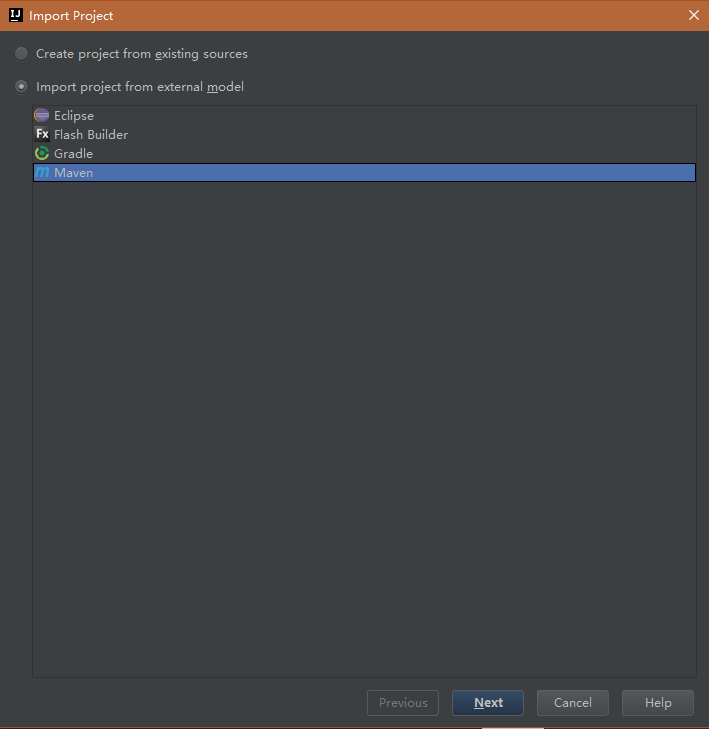 IJ Import Project
Create project from existing sources
Import project from external model
Eclipse
Fx Flash Builder
Gradle
m Maven
Previous Next Cancel Help